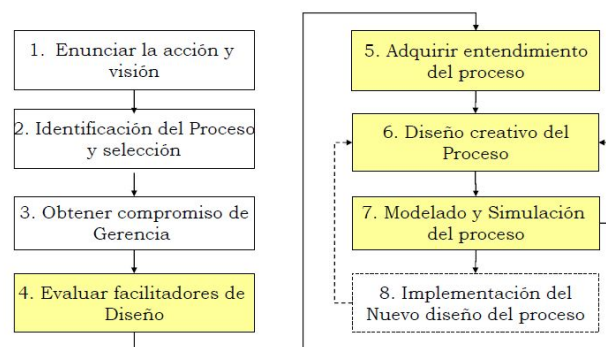 1. Enunciar la acción y
visión
2. Identificación del Proceso
y selección
3. Obtener compromiso de
Gerencia
4. Evaluar facilitadores de
Diseño
5. Adquirir entendimiento
del proceso
6. Diseño creativo del
Proceso
7. Modelado y Simulación
del proceso
8. Implementación del
Nuevo diseño del proceso